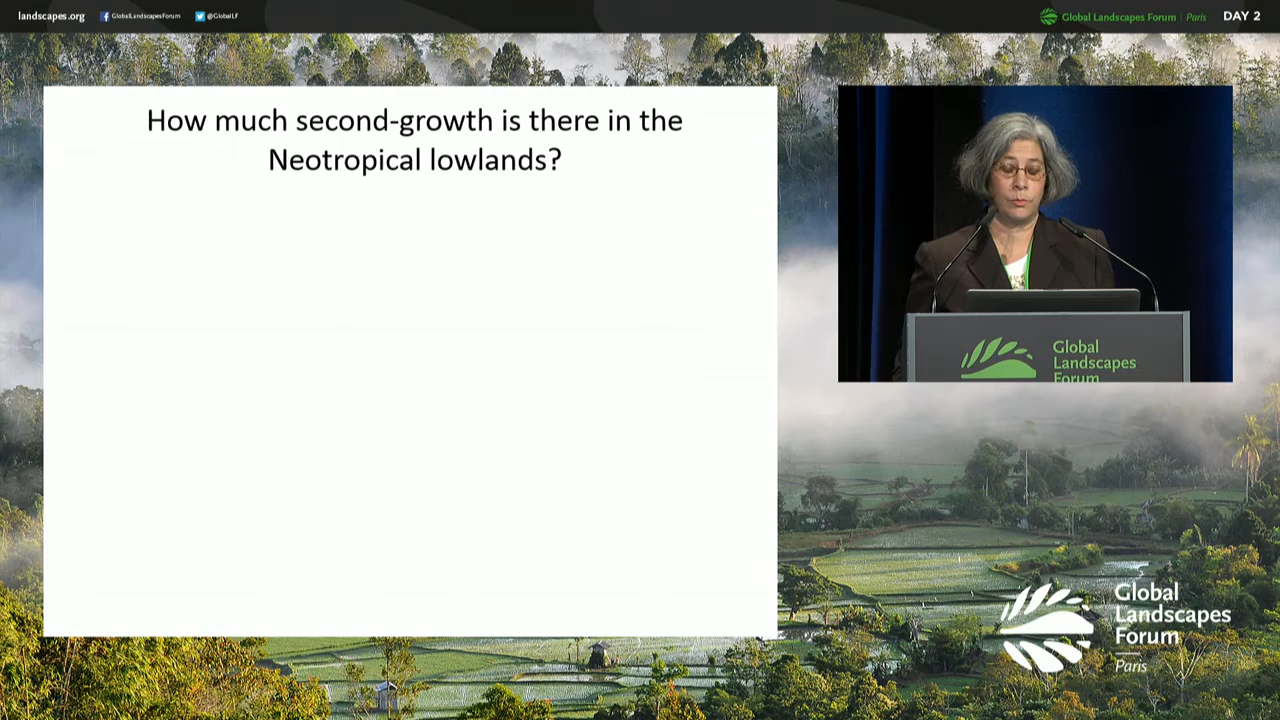 landscapes.org GlobalLandscapesForum @GlobalLF
Global Landscapes Forum | Paris DAY 2
How much second-growth is there in the
Neotropical lowlands?
Global
Landscapes
Forum
Global
Landscapes
Forum
Paris